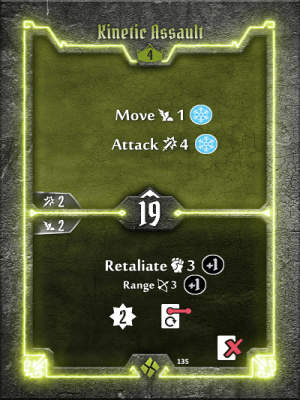 Kinetic Assault
4
Move 1
Attack 4
2
19
2
Retaliate 3 +1
Range 3 +1
2
135